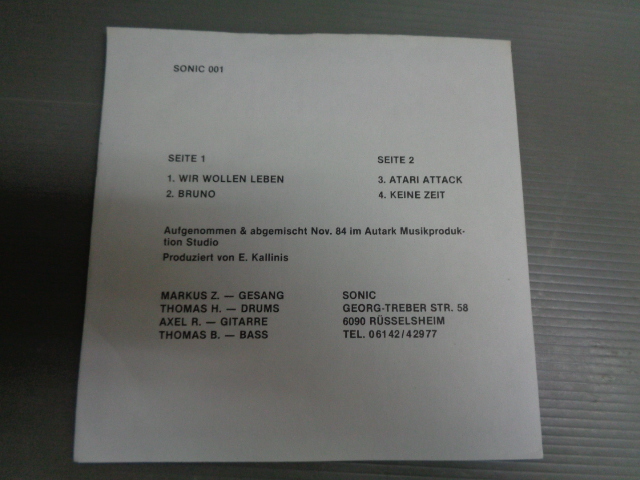 SONIC 001
SEITE 1
1. WIR WOLLEN LEBEN
2. BRUNO
SEITE 2
3. ATARI ATTACK
4. KEINE ZEIT
Aufgenommen & abgemischt Nov. 84 im Autark Musikproduk-
tion Studio
Produziert von E. Kallinis
MARKUS Z. — GESANG
THOMAS H. — DRUMS
AXEL R. — GITARRE
THOMAS B. — BASS
SONIC
GEORG-TREBER STR. 58
6090 RÜSSELSHEIM
TEL. 06142/42977